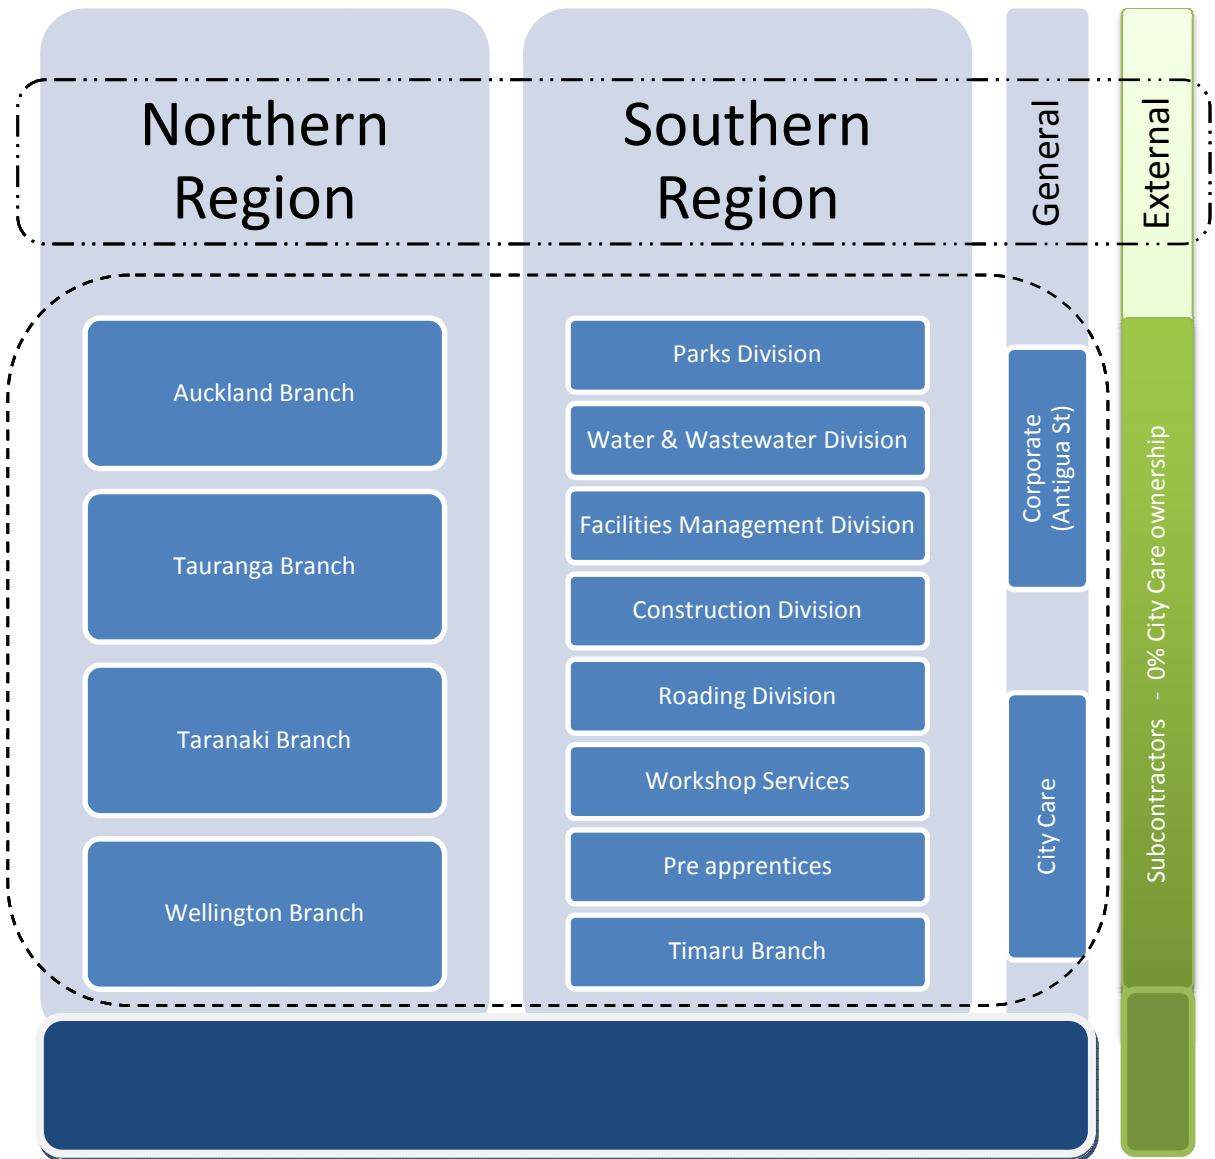 Northern
Region
Southern
Region
General
External
Auckland Branch
Tauranga Branch
Taranaki Branch
Wellington Branch
Parks Division
Water & Wastewater Division
Facilities Management Division
Construction Division
Roading Division
Workshop Services
Pre apprentices
Timaru Branch
Corporate
(Antigua St)
City Care
Subcontractors - 0% City Care ownership